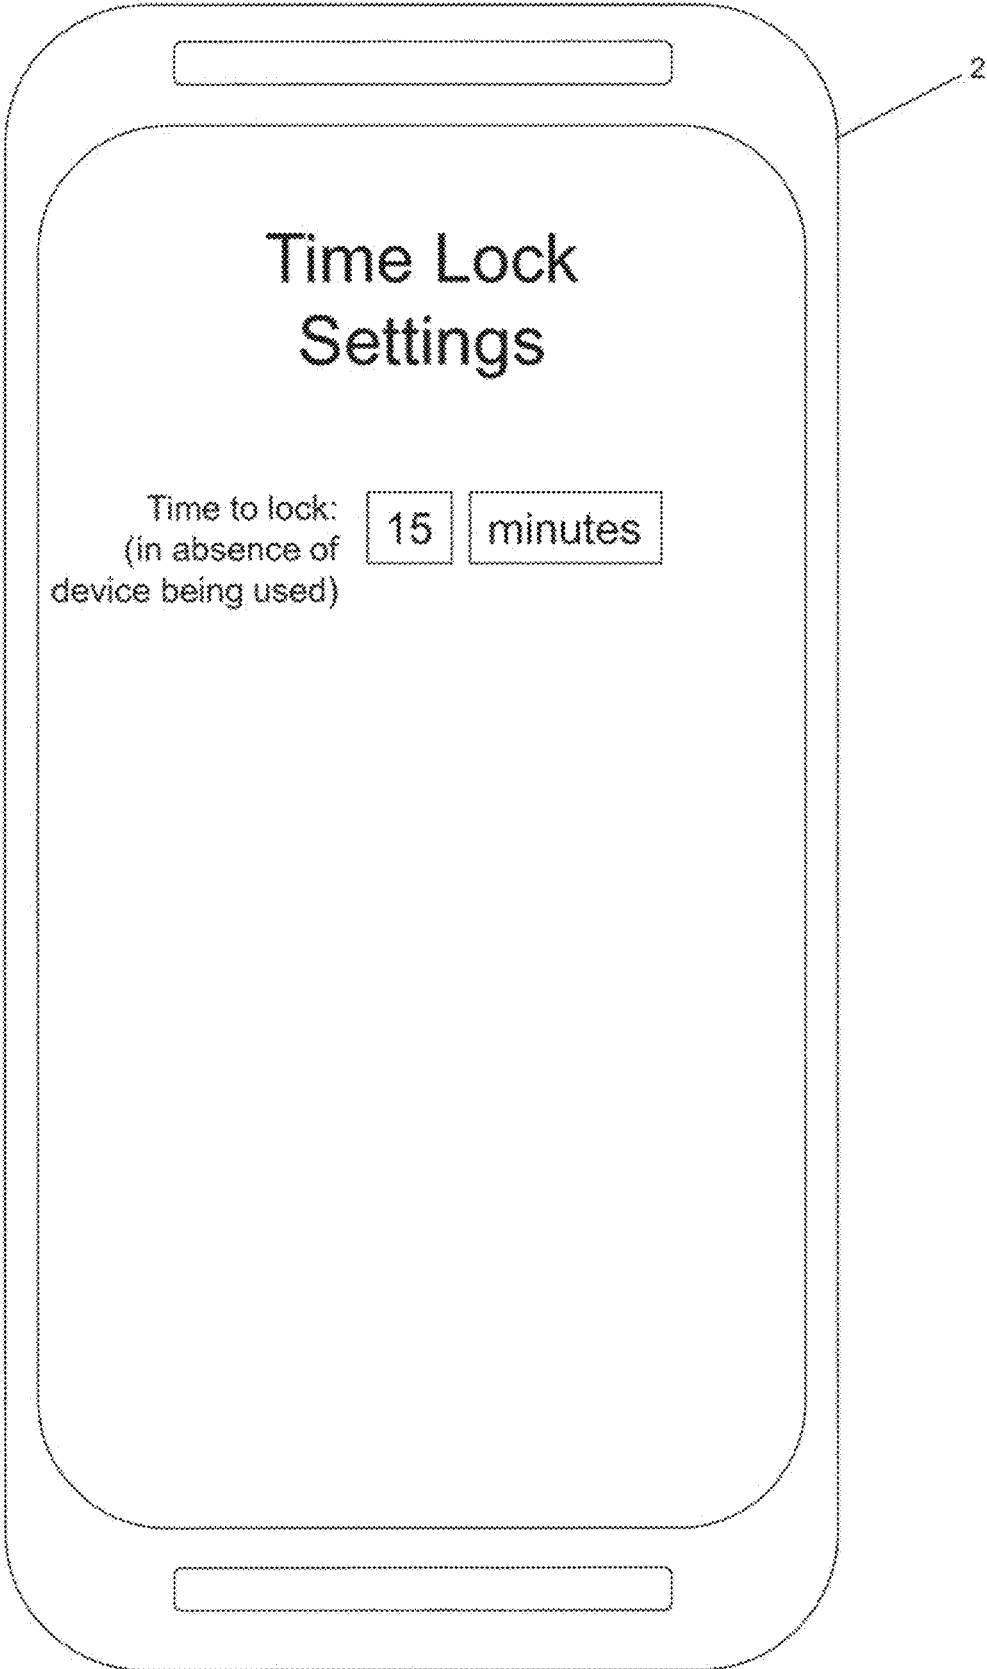 2
Time Lock
Settings
Time to lock:
(in absence of
device being used)
15
minutes